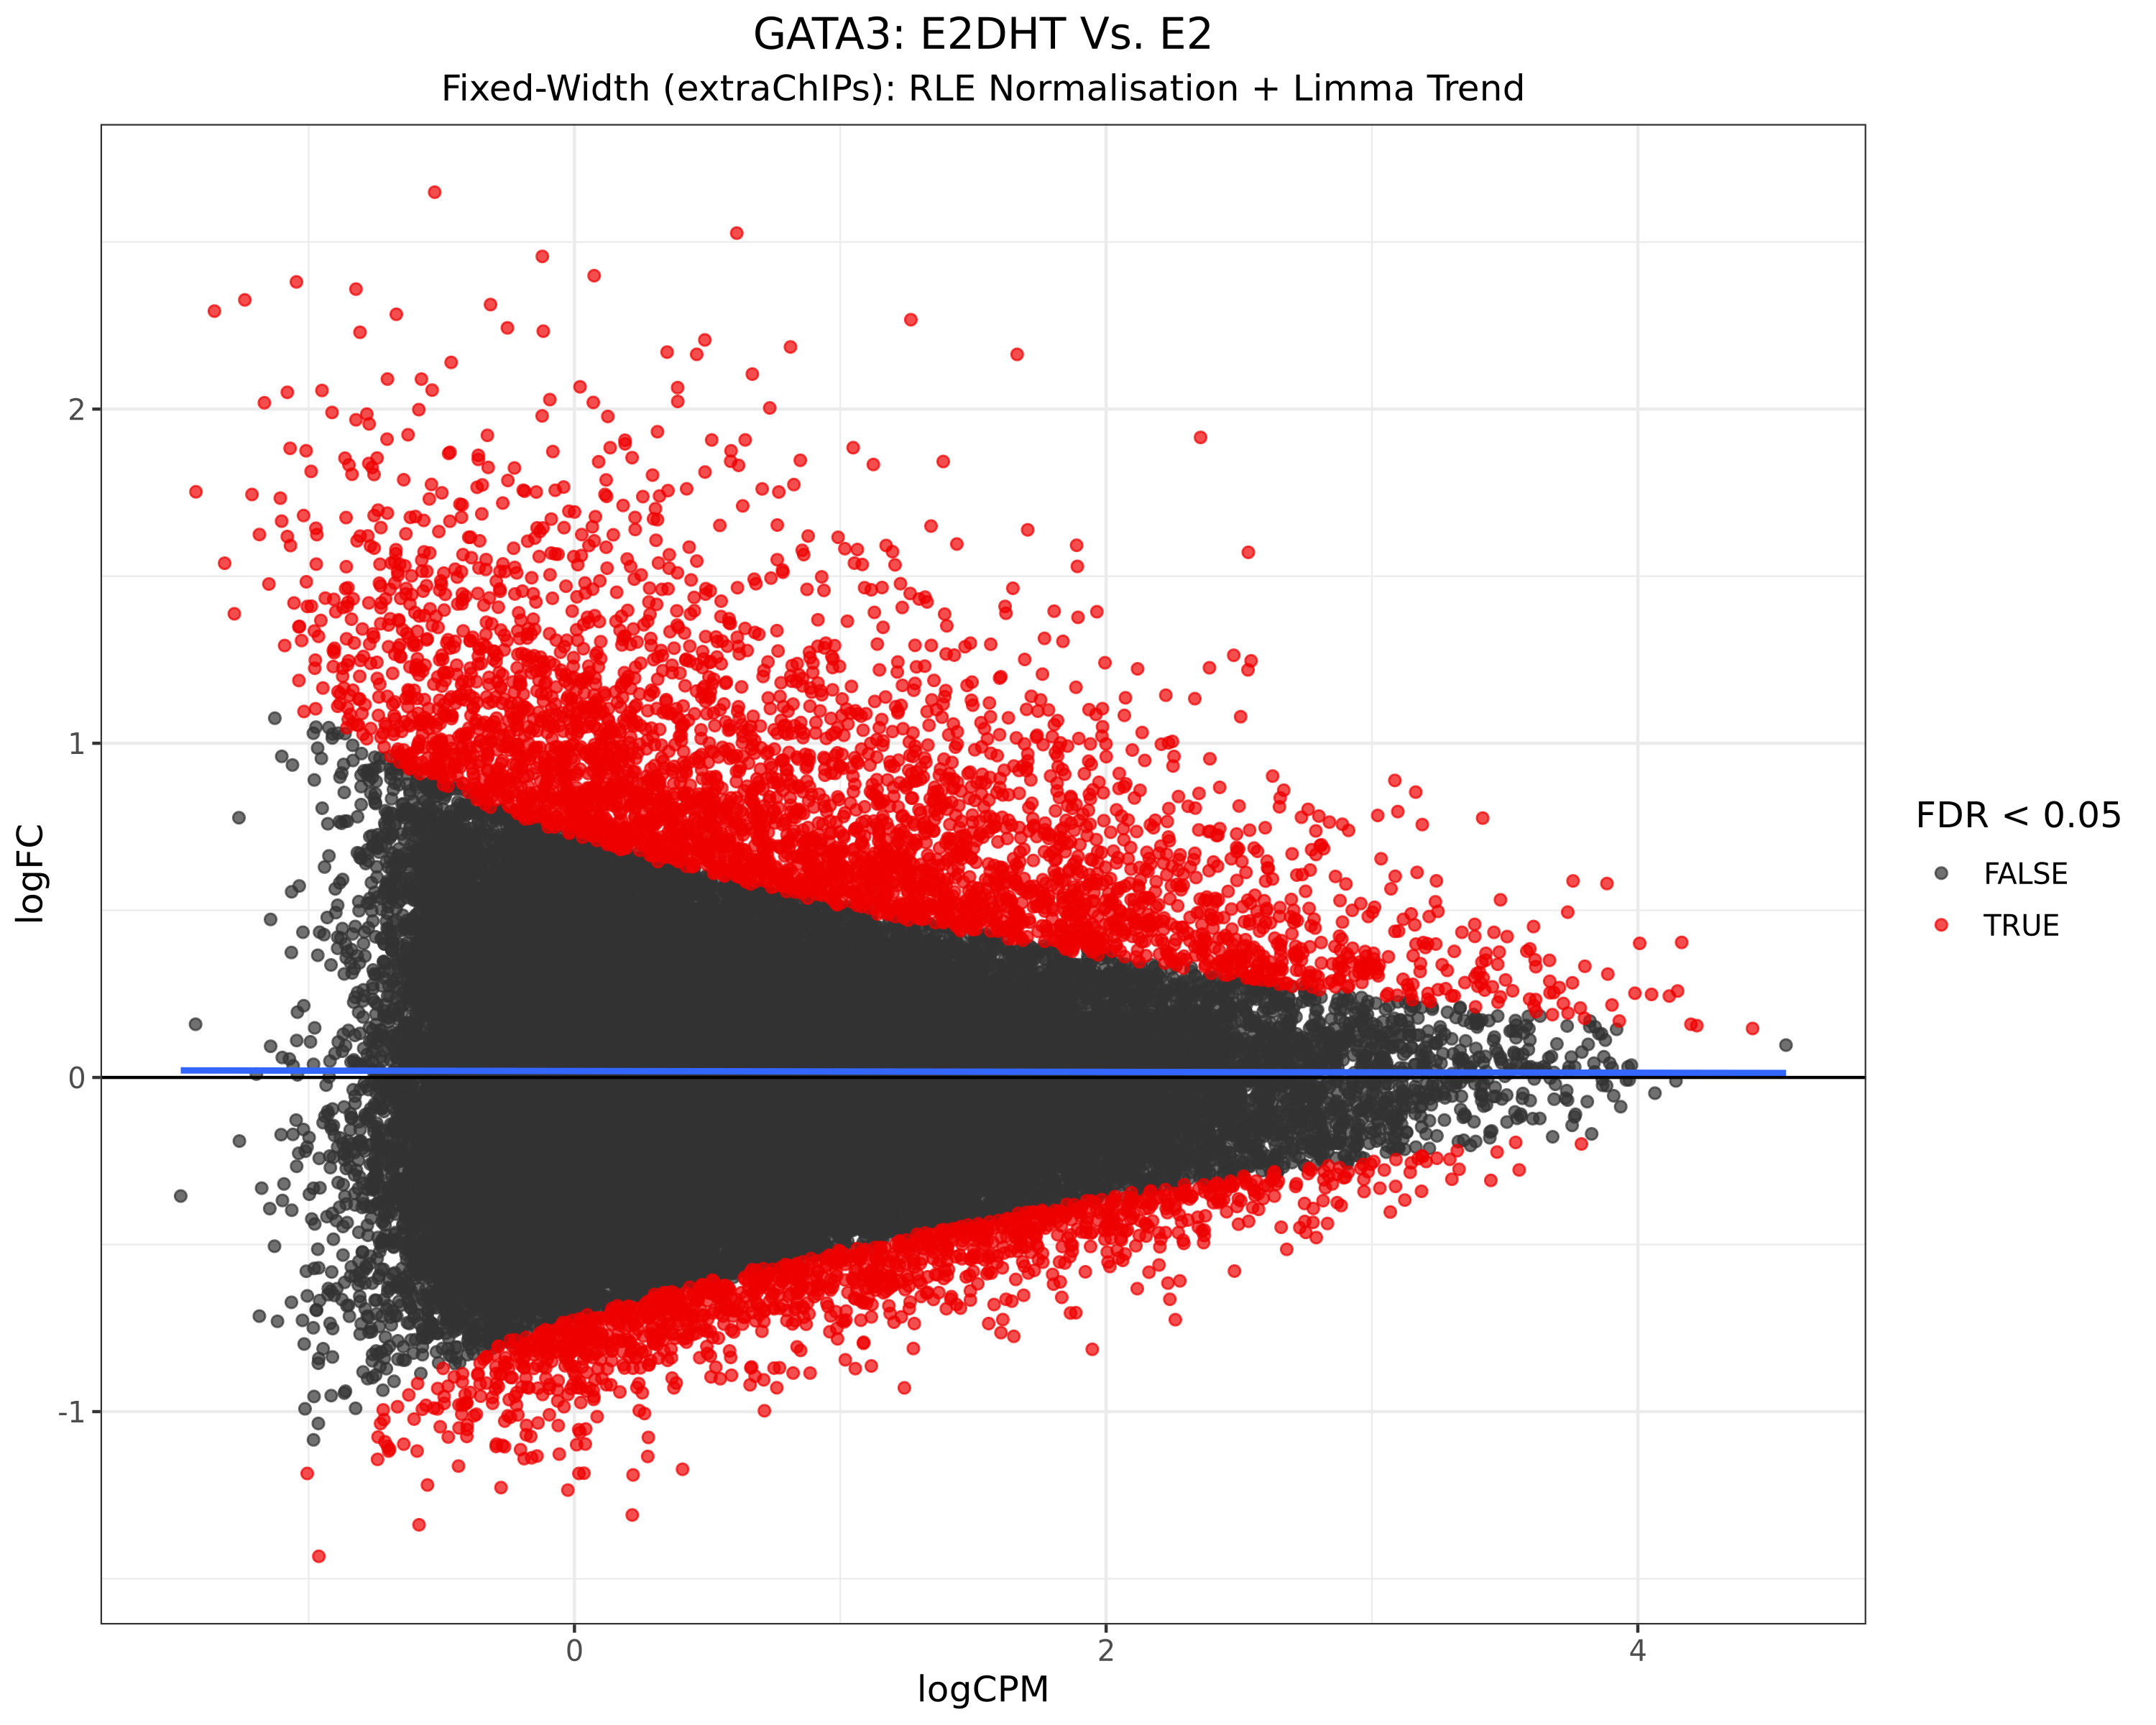 GATA3: E2DHT Vs. E2
Fixed-Width (extraChIPs): RLE Normalisation + Limma Trend
logFC
2
1
0
-1
0
2
4
logCPM
FDR < 0.05
FALSE
TRUE